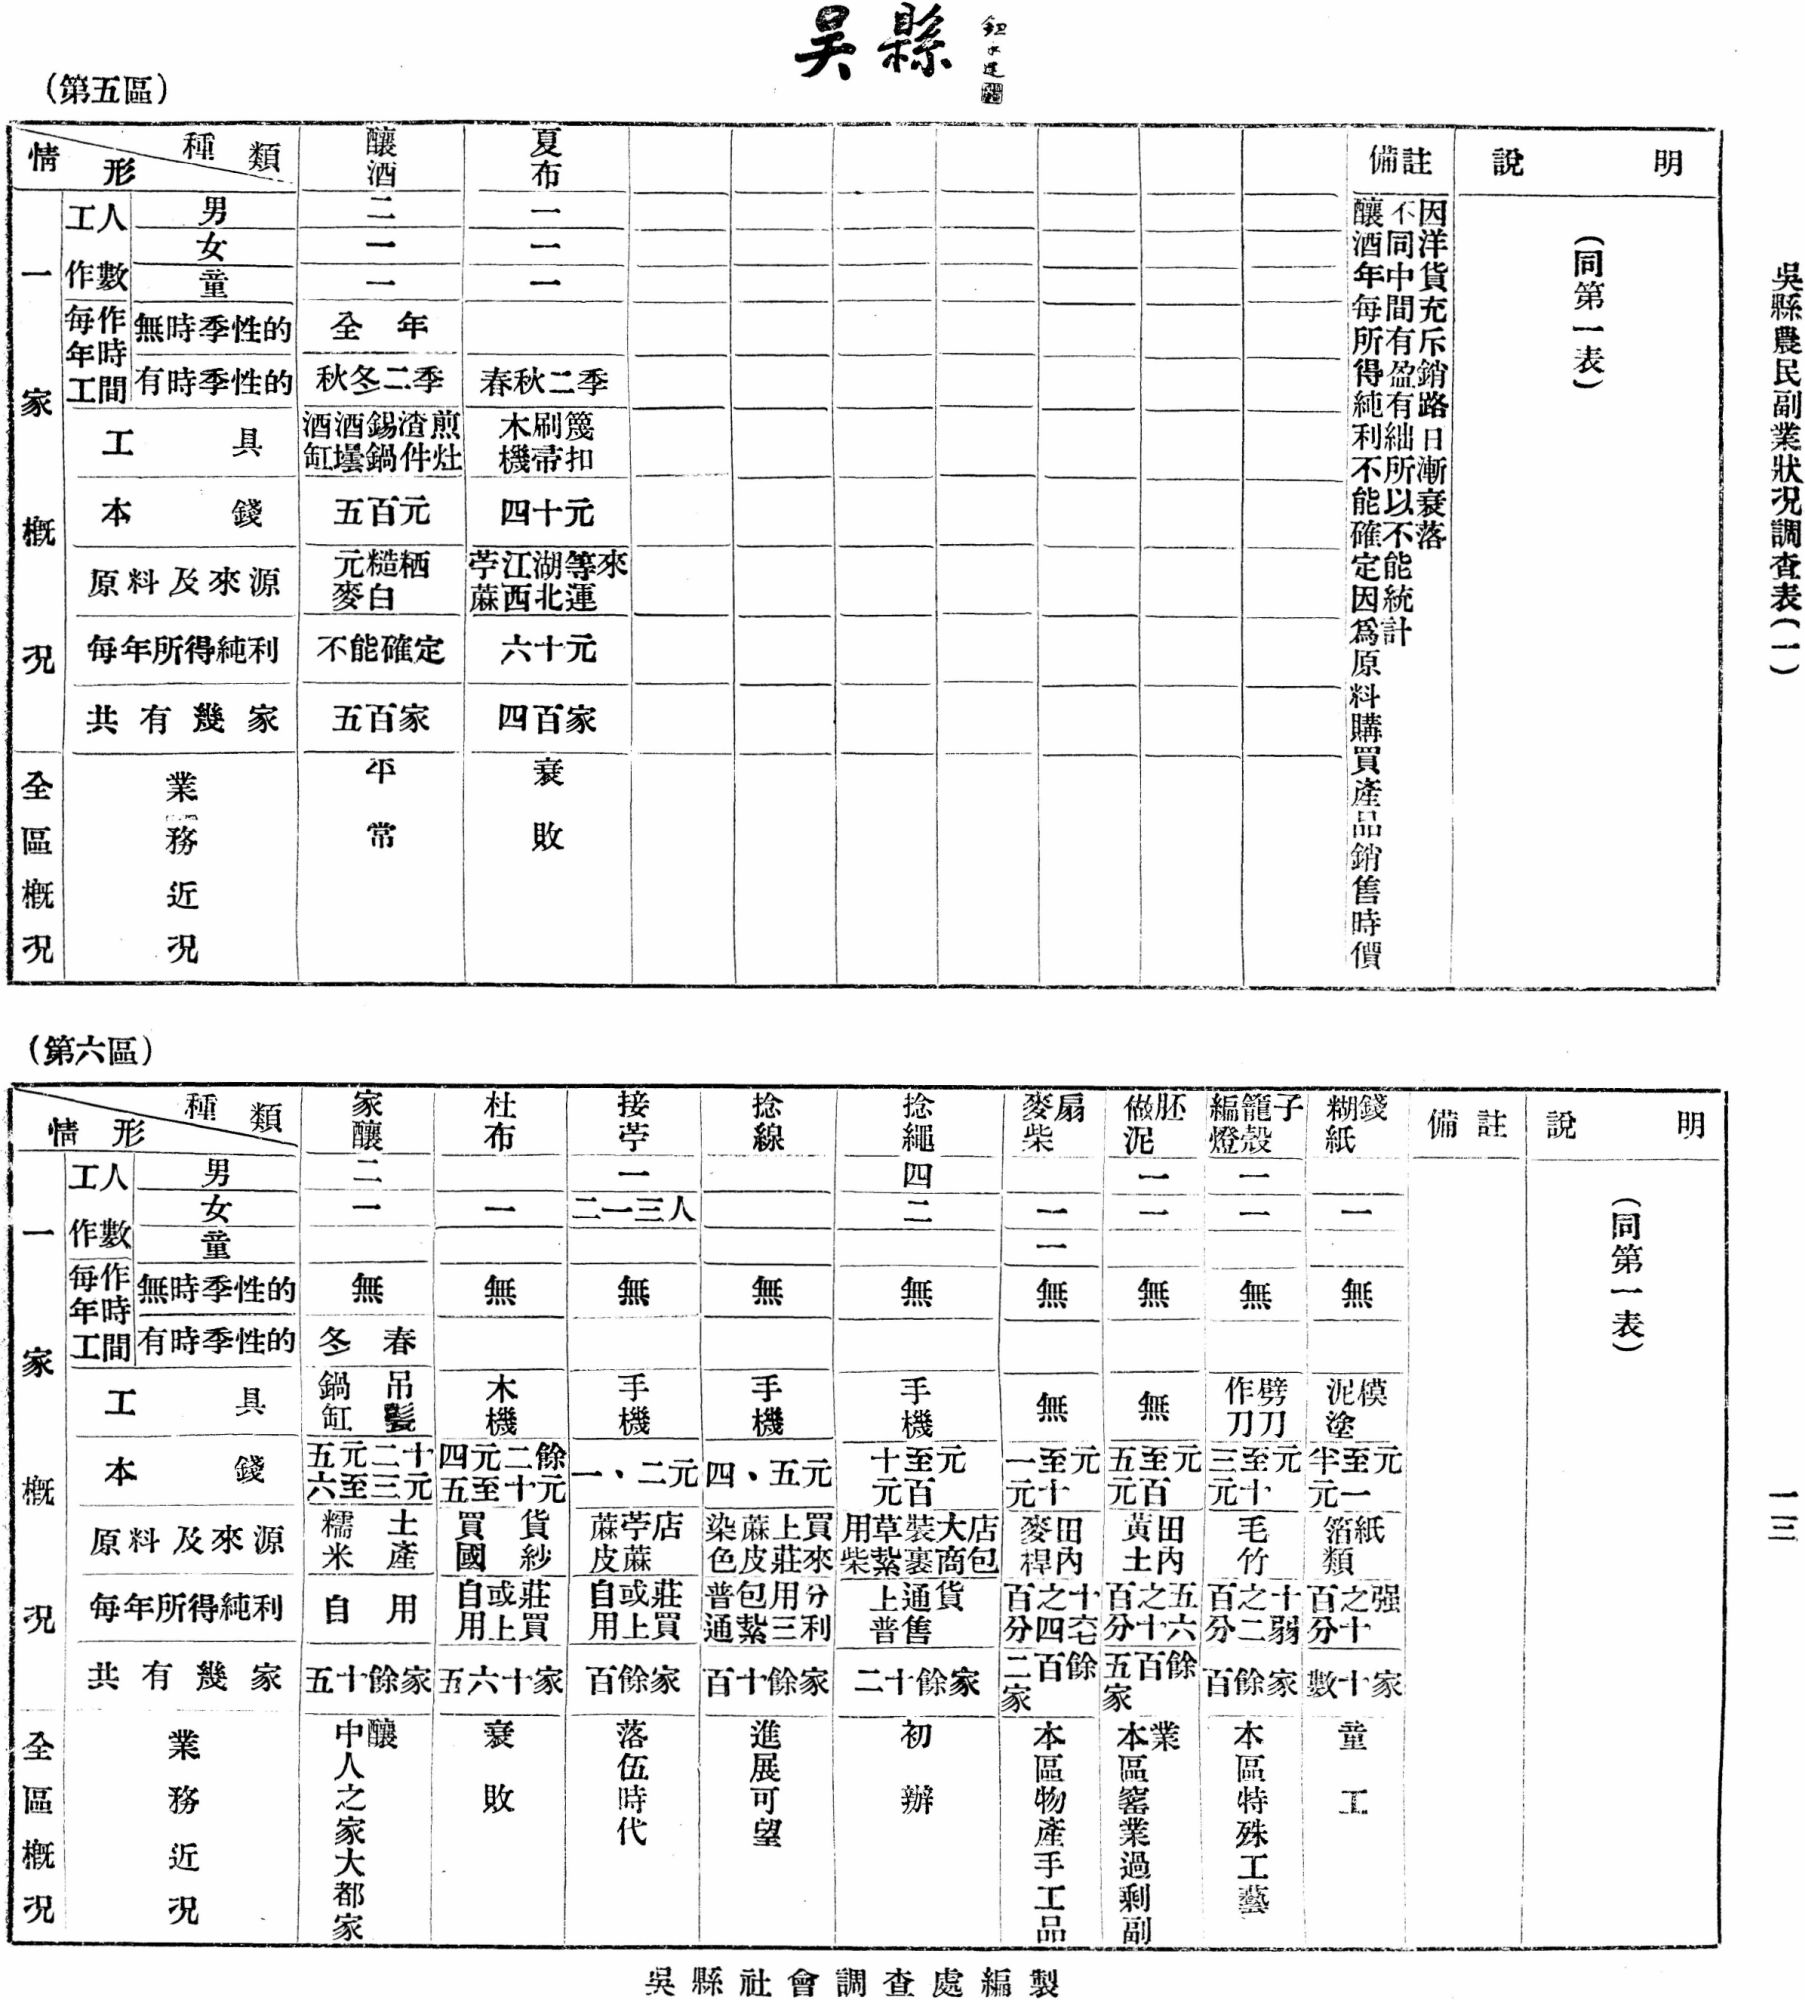 吳縣
吳縣農民副業狀況調查表(一)
一三
(第五區)
種類
情形
釀酒
夏布
備註
說明
一家概況
工作人數
男
二
一
女
一
一
童
一
一
每年工作時間
無時季性的
全年
有時季性的
秋冬二季
春秋二季
工具
酒酒錫渣煎
缸壜鍋件灶
木刷篾
機帚扣
本錢
五百元
四十元
原料及來源
元糙栖
麥白
苧江湖等來
蔴西北運
每年所得純利
不能確定
六十元
共有幾家
五百家
四百家
全區概況
業務近況
平常
衰敗
因洋貨充斥銷路日漸衰落
釀酒年每所得純利不能確定因爲原料購買產品銷售時價
不同中間有盈有絀所以不能統計
(同第一表)
(第六區)
種類
情形
家釀
杜布
接苧
捻線
捻繩
麥扇
柴
做胚
泥
編籠子
燈殼
糊錢
紙
備註
說明
一家概況
工作人數
男
二
一
四
一
一
女
一
一
二一三人
二
一
一
一
一
童
一
每年工作時間
無時季性的
無
無
無
無
無
無
無
無
無
有時季性的
冬春
工具
鍋吊
缸
木機
手機
手機
手機
無
無
作劈
刀刀
泥模
塗
本錢
五元二十
六至三元
四元二餘
五至十元
一、二元
四、五元
十至元
元百
一至元
元十
五至元
元百
三至元
元十
半至元
元一
原料及來源
糯土
米產
買貨
國紗
蔴苧店
皮蔴
染蔴上買
色皮莊來
用草裝大店
柴紮裹商包
麥田
稈內
黃田
土內
毛竹
箔紙
類
每年所得純利
自用
自或莊
用上買
自或莊
用上買
普包用分
通紮三利
上通貨
普售
百之十
分四
百之五
分十六
百之十
分二弱
百之强
分十
共有幾家
五十餘家
五六十家
百餘家
百十餘家
二十餘家
二百餘
家
五百餘
家
百餘家
數十家
全區概況
業務近況
中人之家大都家
釀
衰敗
落伍時代
進展可望
初辦
本區物產手工品
本區窰業過剩副
業
本區特殊工藝
童工
(同第一表)
吳縣社會調查處編製